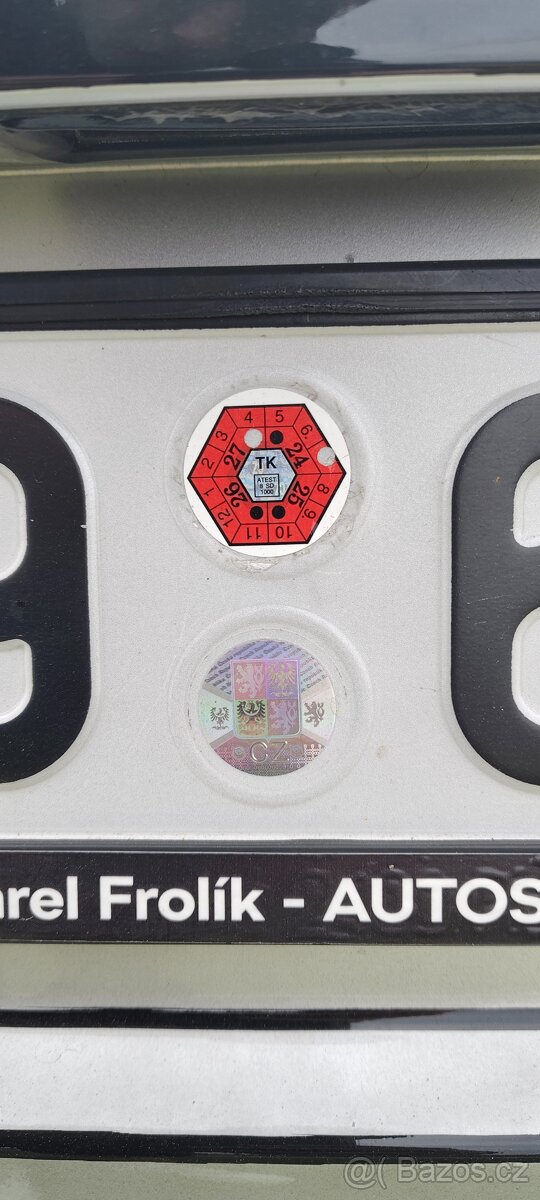 4 5 6.
3
27 24
2 TK
ATEST
8 SD
1000
1 8
26 25
12. 9.
11 10
CZ
arel Frolík - AUTOS
Bazos.cz